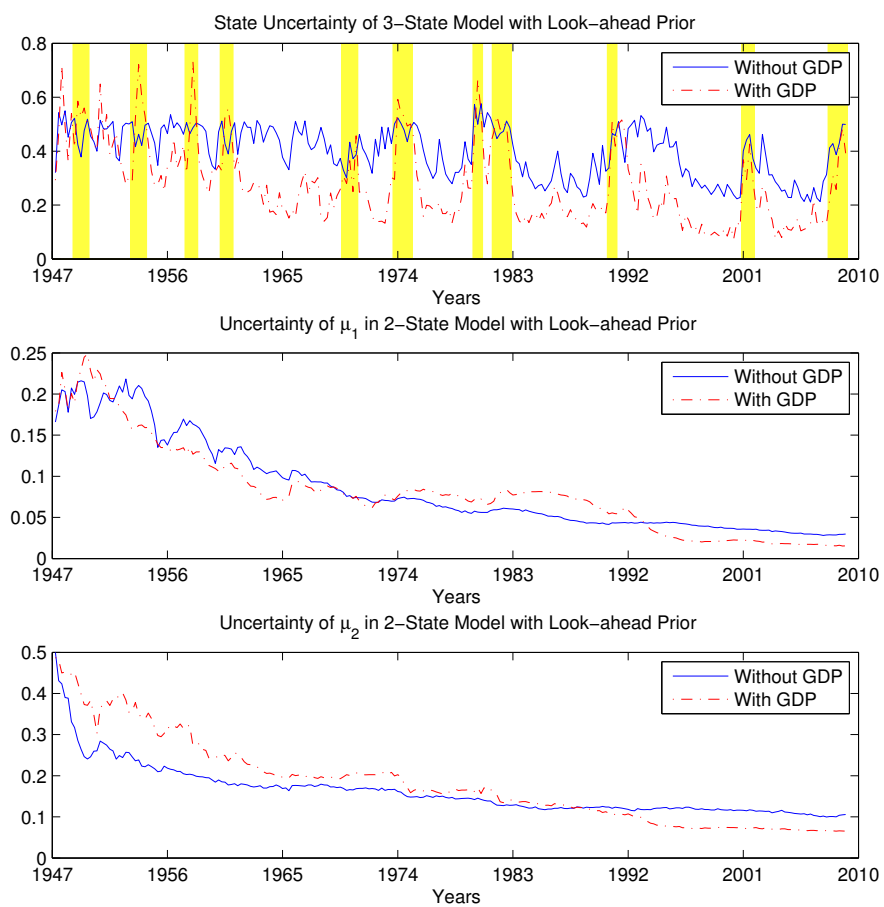 State Uncertainty of 3−State Model with Look−ahead Prior
0.8
0.6
0.4
0.2
0
Without GDP
With GDP
1947 1956 1965 1974 1983 1992 2001 2010
Years
Uncertainty of μ1 in 2−State Model with Look−ahead Prior
0.25
0.2
0.15
0.1
0.05
0
Without GDP
With GDP
1947 1956 1965 1974 1983 1992 2001 2010
Years
Uncertainty of μ2 in 2−State Model with Look−ahead Prior
0.5
0.4
0.3
0.2
0.1
0
Without GDP
With GDP
1947 1956 1965 1974 1983 1992 2001 2010
Years